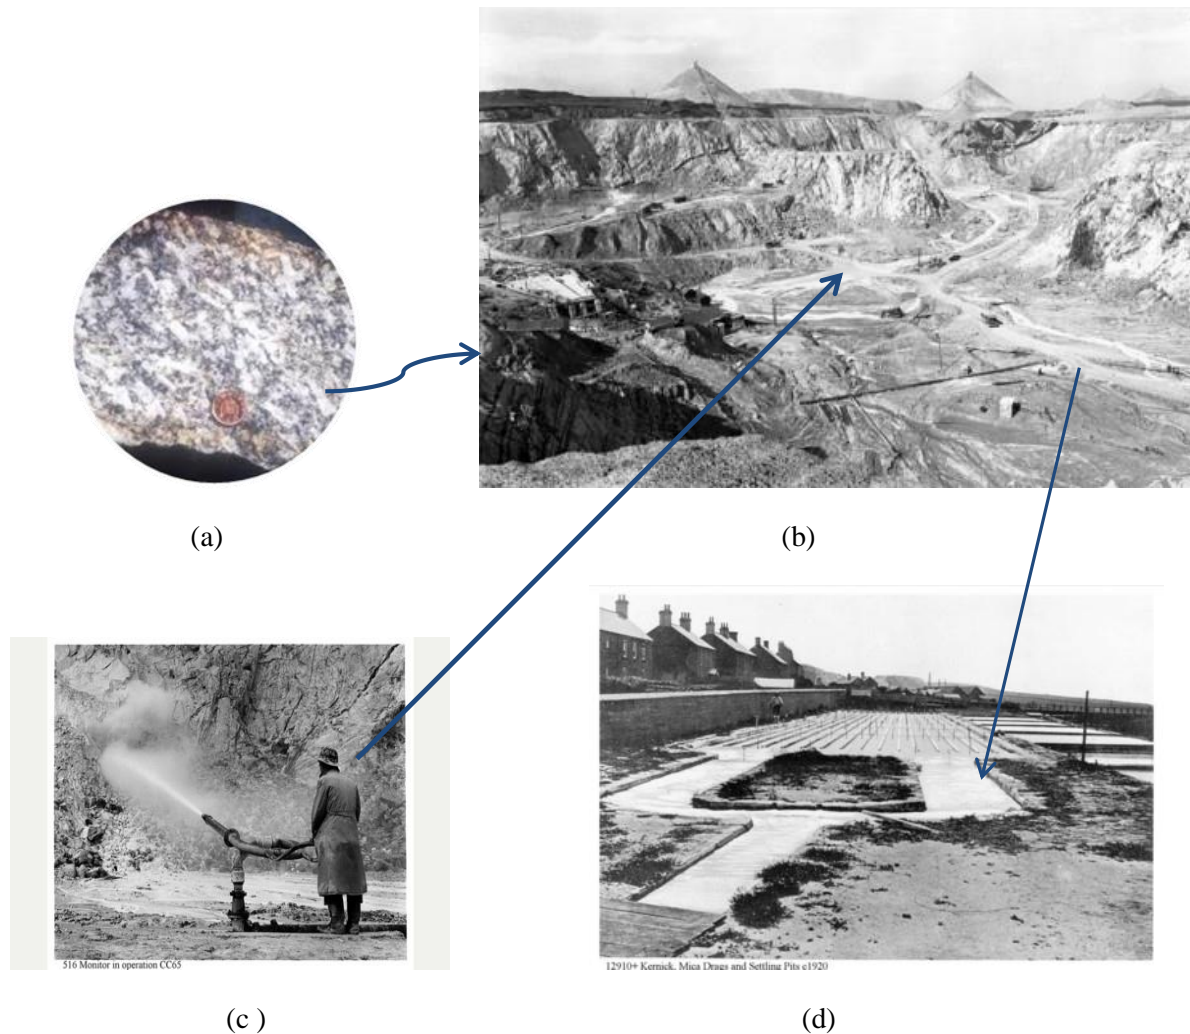 (a)
(b)
516 Monitor in operation CC65
12910+ Kernick, Mica Drags and Settling Pits c1920
(c )
(d)